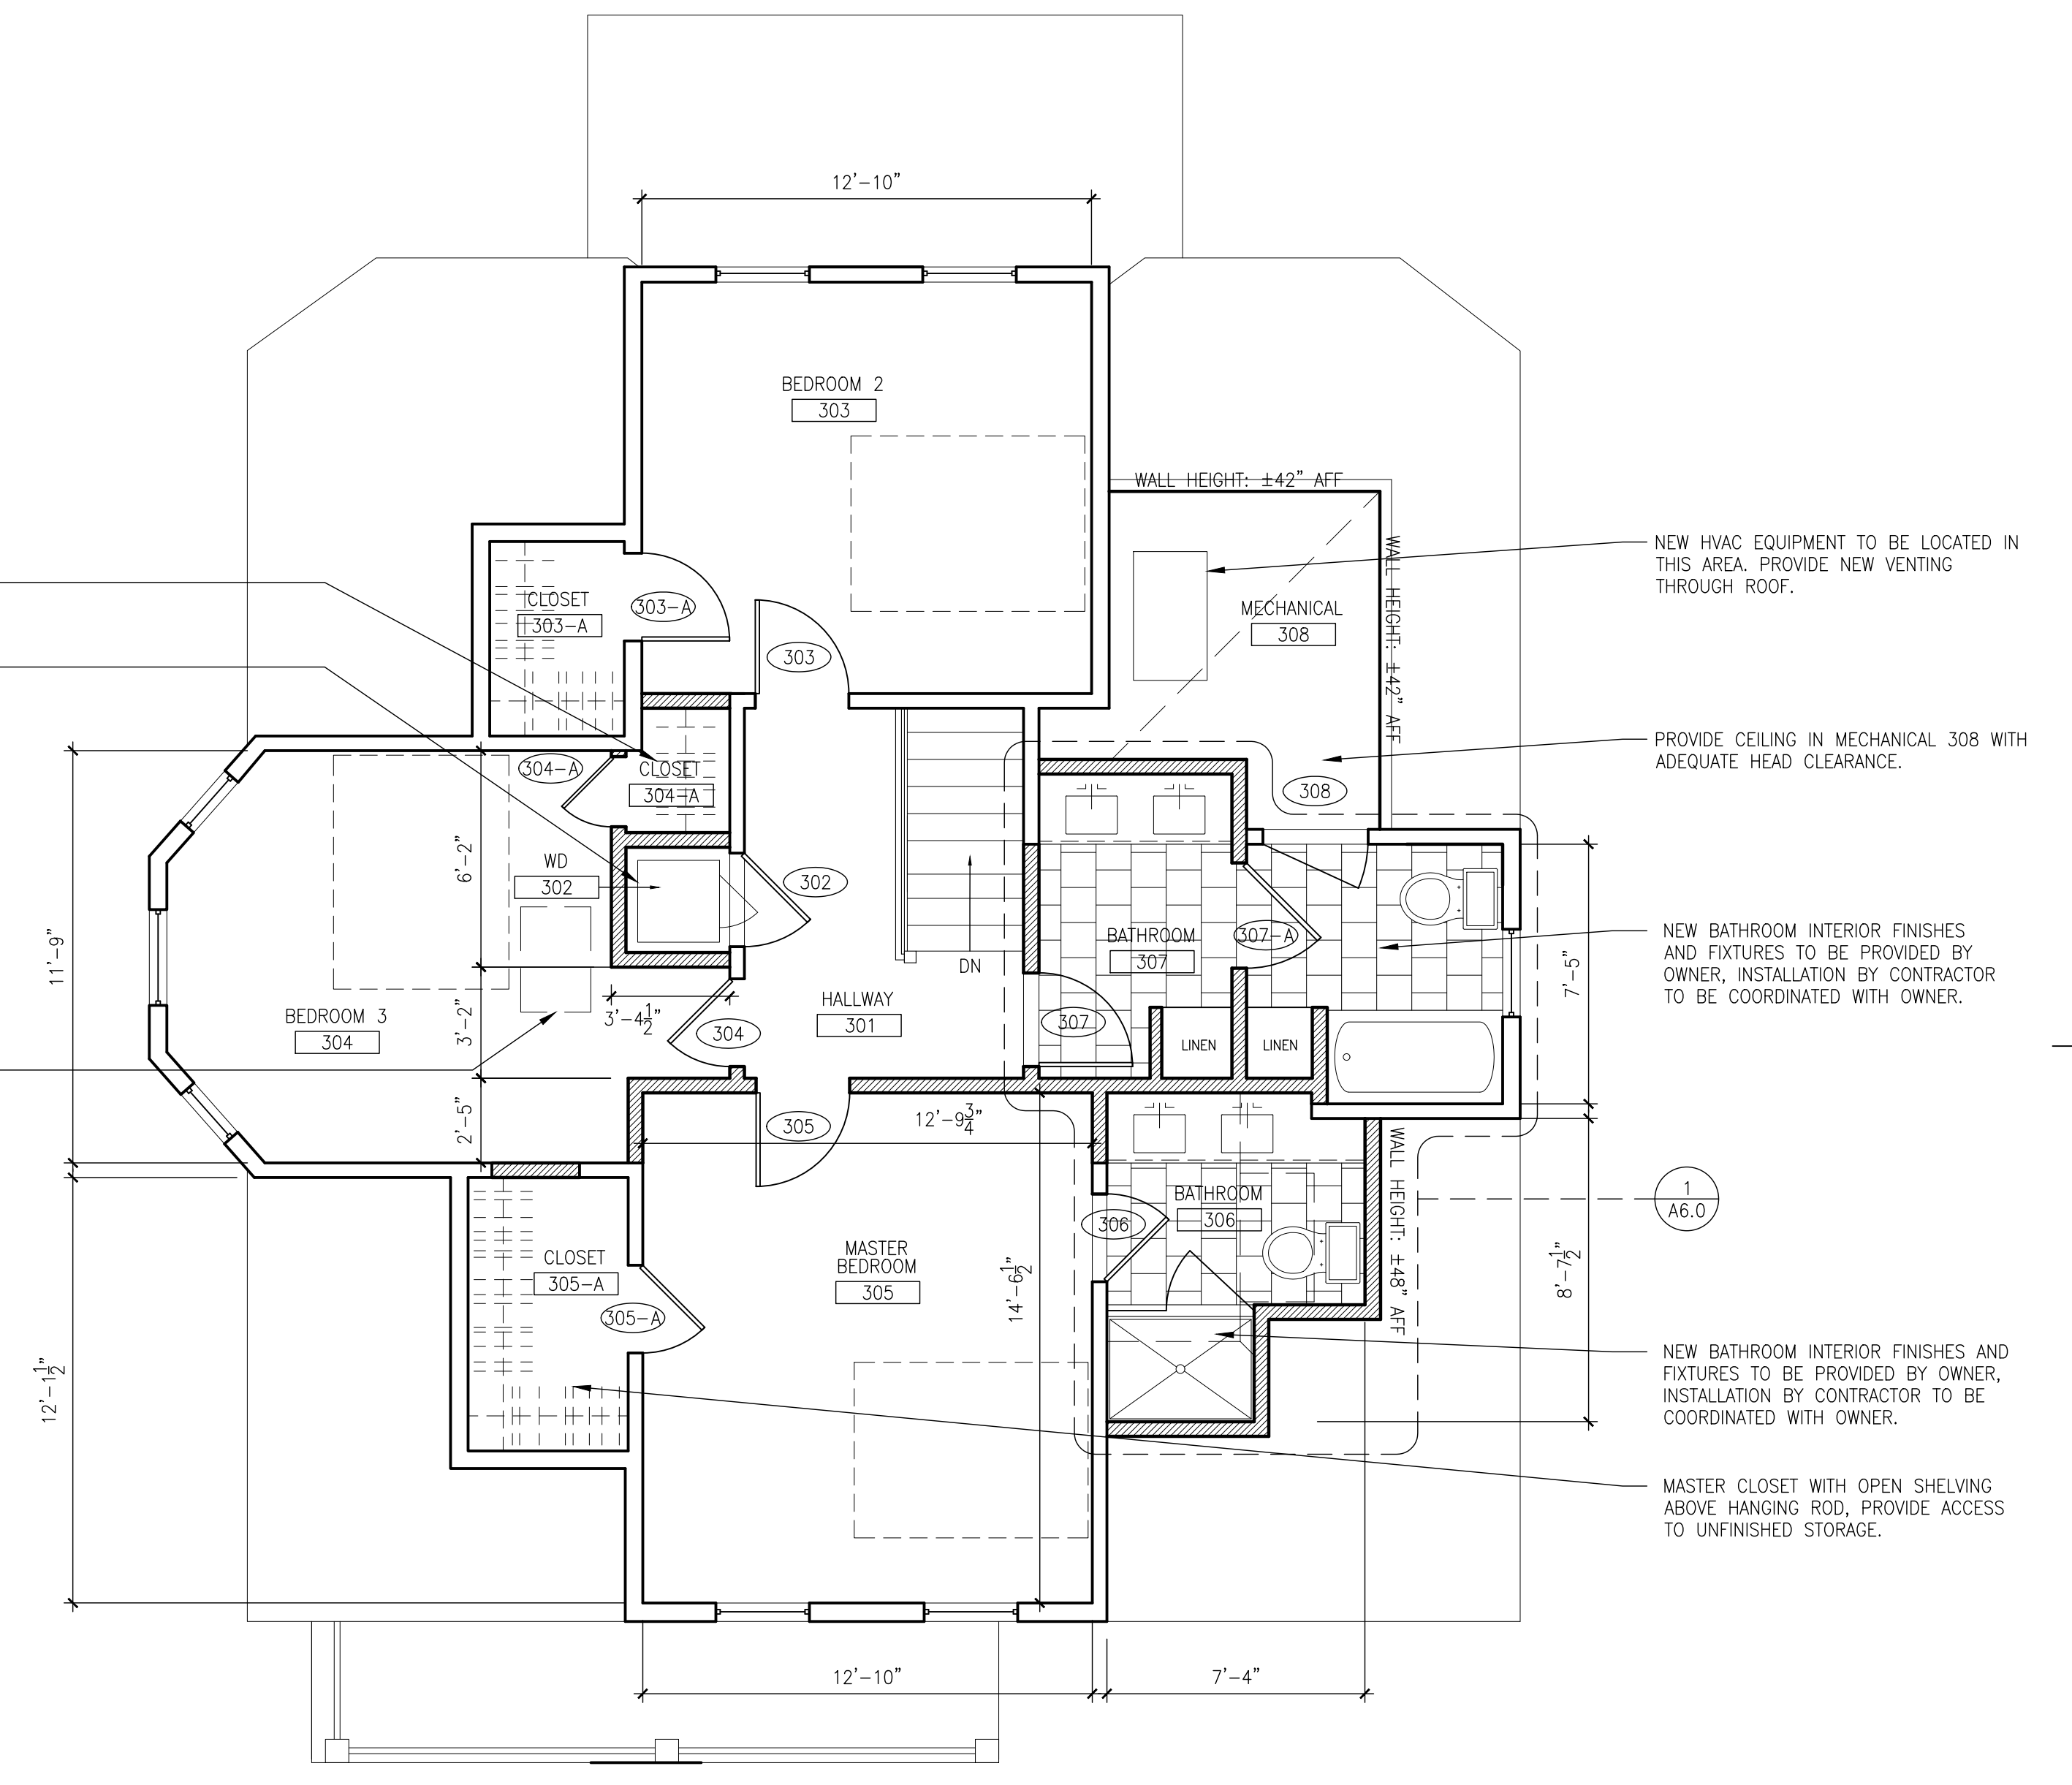 12'-10"
BEDROOM 2
303
WALL HEIGHT: ±42" AFF
WALL HEIGHT: ±42" AFF
NEW HVAC EQUIPMENT TO BE LOCATED IN
THIS AREA. PROVIDE NEW VENTING
THROUGH ROOF.
CLOSET
303-A
303-A
MECHANICAL
308
303
PROVIDE CEILING IN MECHANICAL 308 WITH
ADEQUATE HEAD CLEARANCE.
304-A
CLOSET
304-A
308
6'-2"
WD
302
302
11'-9"
BATHROOM
307
307-A
NEW BATHROOM INTERIOR FINISHES
AND FIXTURES TO BE PROVIDED BY
OWNER, INSTALLATION BY CONTRACTOR
TO BE COORDINATED WITH OWNER.
7'-5"
DN
HALLWAY
301
BEDROOM 3
304
3'-2"
3'-4 1/2"
304
307
LINEN
LINEN
2'-5"
305
12'-9 3/4"
WALL HEIGHT: ±48" AFF
BATHROOM
306
306
1
A6.0
CLOSET
305-A
305-A
MASTER
BEDROOM
305
14'-6 1/2"
8'-7 1/2"
12'-1 1/2"
NEW BATHROOM INTERIOR FINISHES AND
FIXTURES TO BE PROVIDED BY OWNER,
INSTALLATION BY CONTRACTOR TO BE
COORDINATED WITH OWNER.
MASTER CLOSET WITH OPEN SHELVING
ABOVE HANGING ROD, PROVIDE ACCESS
TO UNFINISHED STORAGE.
12'-10"
7'-4"